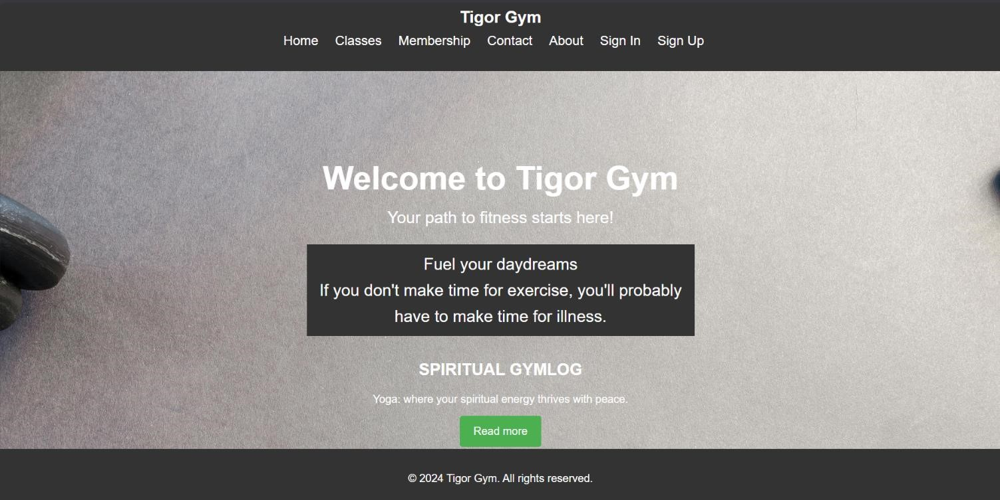 Tigor Gym
Home Classes Membership Contact About Sign In Sign Up
Welcome to Tigor Gym
Your path to fitness starts here!
Fuel your daydreams
If you don't make time for exercise, you'll probably
have to make time for illness.
SPIRITUAL GYMLOG
Yoga: where your spiritual energy thrives with peace.
Read more
© 2024 Tigor Gym. All rights reserved.